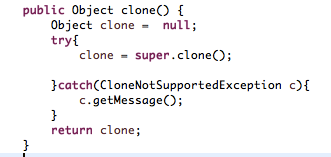 public Object clone() {
Object clone = null;
try{
clone = super.clone();
}catch(CloneNotSupportedException c){
c.getMessage();
}
return clone;
}